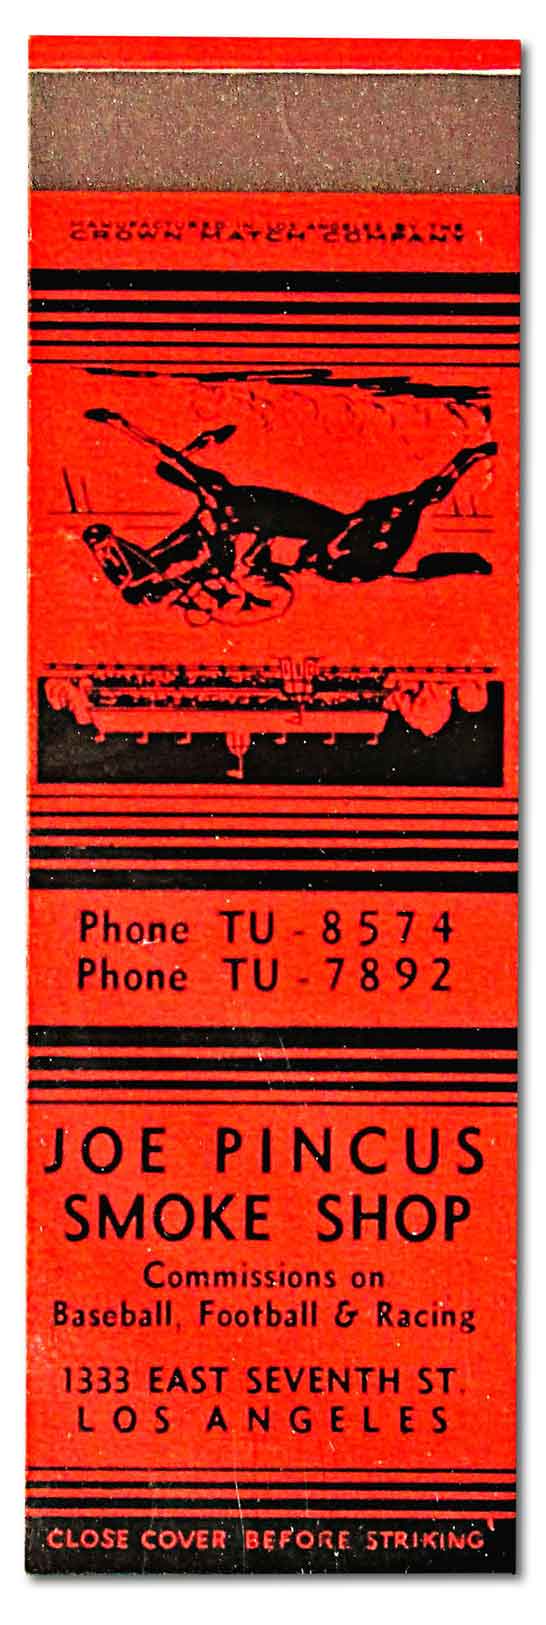 MANUFACTURED IN LOS ANGELES BY THE
CROWN MATCH COMPANY
Phone TU - 8574
Phone TU - 7892
JOE PINCUS
SMOKE SHOP
Commissions on
Baseball, Football & Racing
1333 EAST SEVENTH ST.
LOS ANGELES
CLOSE COVER BEFORE STRIKING